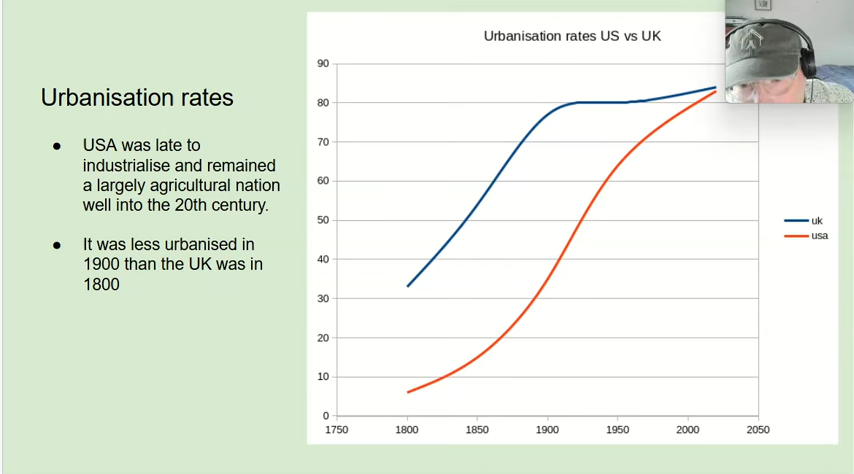 Urbanisation rates US vs UK
Urbanisation rates
● USA was late to
industrialise and remained
a largely agricultural nation
well into the 20th century.
● It was less urbanised in
1900 than the UK was in
1800
90
80
70
60
50
40
30
20
10
0
1750 1800 1850 1900 1950 2000 2050
uk
usa